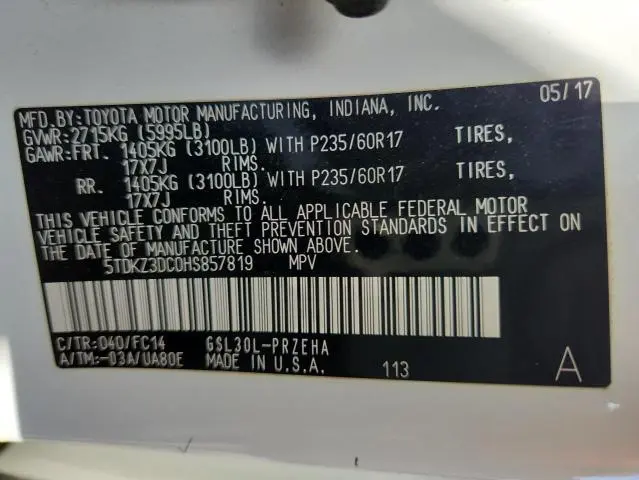 MFD.BY:TOYOTA MOTOR MANUFACTURING, INDIANA, INC. 05/17
GVWR:2715KG (5995LB)
GAWR:FRT. 1405KG (3100LB) WITH P235/60R17 TIRES,
17X7J RIMS.
RR. 1405KG (3100LB) WITH P235/60R17 TIRES,
17X7J RIMS.
THIS VEHICLE CONFORMS TO ALL APPLICABLE FEDERAL MOTOR
VEHICLE SAFETY AND THEFT PREVENTION STANDARDS IN EFFECT ON
THE DATE OF MANUFACTURE SHOWN ABOVE.
5TDKZ3DC0HS857819 MPV
C/TR:040/FC14 GSL30L-PRZEHA
A/TM:-03A/UA80E MADE IN U.S.A. 113 A